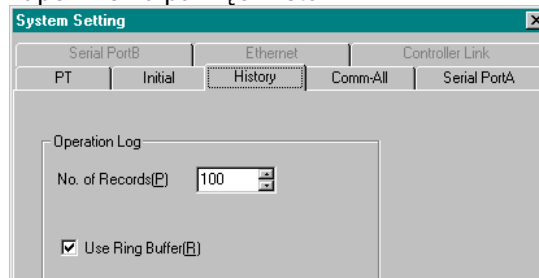 System Setting
Serial PortB Ethernet Controller Link
PT Initial History Comm-All Serial PortA
Operation Log
No. of Records(P) 100
Use Ring Buffer(R)